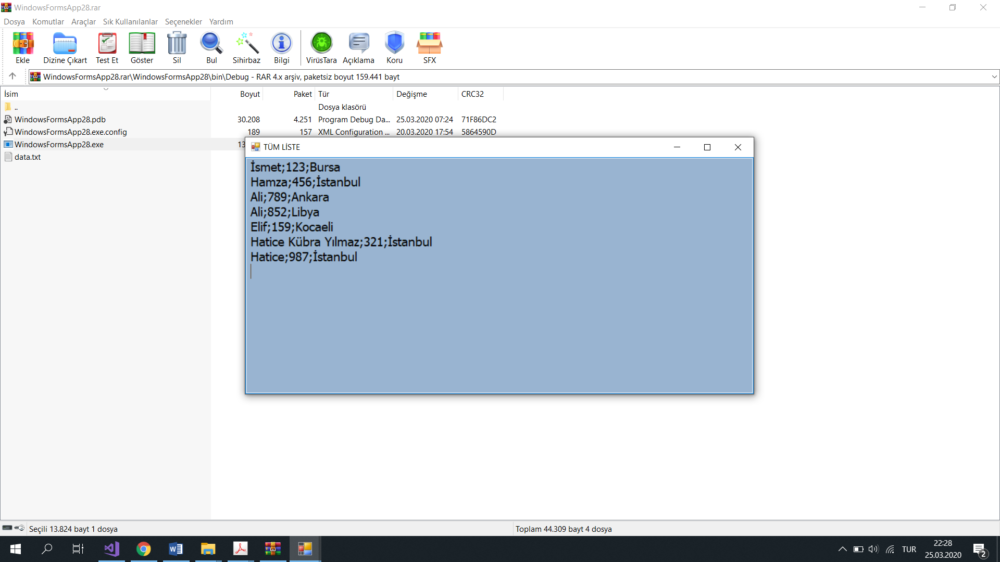 WindowsFormsApp28.rar
Dosya Komutlar Araçlar Sık Kullanılanlar Seçenekler Yardım
Ekle Dizine Çıkart Test Et Göster Sil Bul Sihirbaz Bilgi VirüsTara Açıklama Koru SFX
WindowsFormsApp28.rar\WindowsFormsApp28\bin\Debug - RAR 4.x arşiv, paketsiz boyut 159.441 bayt
İsim Boyut Paket Tür Değişme CRC32
.. Dosya klasörü
WindowsFormsApp28.pdb 30.208 4.251 Program Debug Da... 25.03.2020 07:24 71F86DC2
WindowsFormsApp28.exe.config 189 157 XML Configuration ... 20.03.2020 17:54 5864590D
WindowsFormsApp28.exe 13
data.txt
TÜM LİSTE
İsmet;123;Bursa
Hamza;456;İstanbul
Ali;789;Ankara
Ali;852;Libya
Elif;159;Kocaeli
Hatice Kübra Yılmaz;321;İstanbul
Hatice;987;İstanbul
Seçili 13.824 bayt 1 dosya
Toplam 44.309 bayt 4 dosya
TUR
22:28
25.03.2020
2